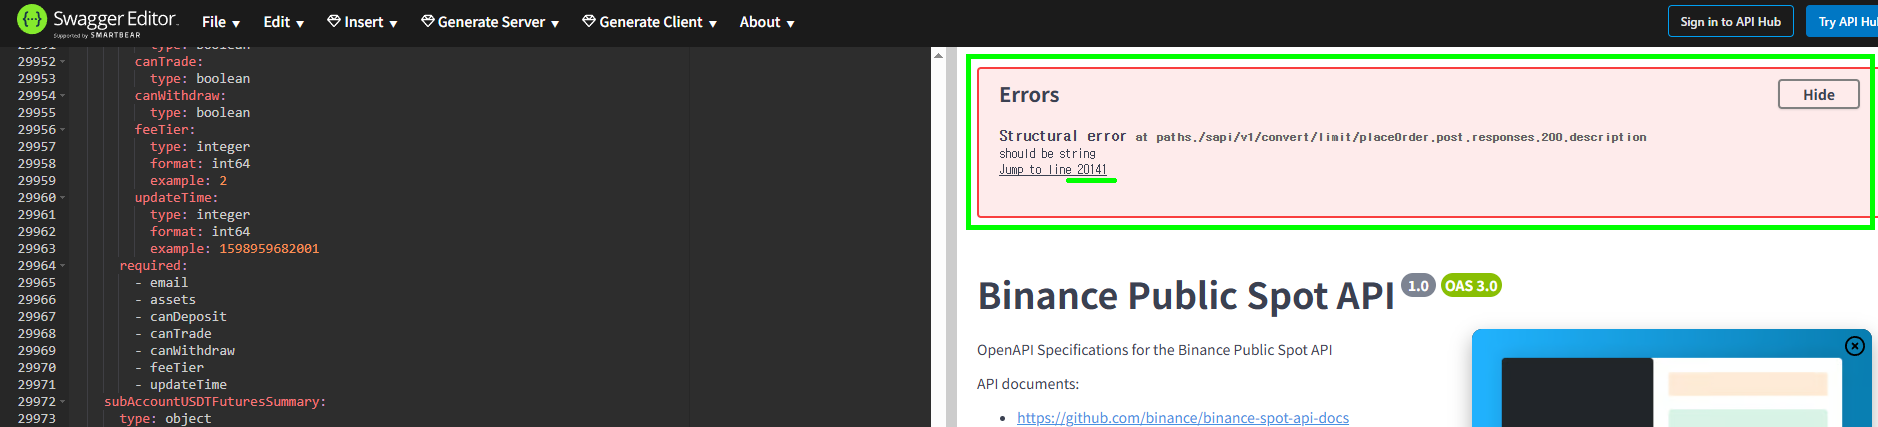 Swagger Editor.
Supported by SMARTBEAR
File Edit Insert Generate Server Generate Client About
Sign in to API Hub
Try API Hu
29951 type: boolean
29952 canTrade:
29953 type: boolean
29954 canWithdraw:
29955 type: boolean
29956 feeTier:
29957 type: integer
29958 format: int64
29959 example: 2
29960 updateTime:
29961 type: integer
29962 format: int64
29963 example: 1598959682001
29964 required:
29965 - email
29966 - assets
29967 - canDeposit
29968 - canTrade
29969 - canWithdraw
29970 - feeTier
29971 - updateTime
29972 subAccountUSDTFuturesSummary:
29973 type: object
Errors
Hide
Structural error at paths./sapi/v1/convert/limit/placeOrder.post.responses.200.description
should be string
Jump to line 20141
Binance Public Spot API 1.0 OAS 3.0
OpenAPI Specifications for the Binance Public Spot API
API documents:
• https://github.com/binance/binance-spot-api-docs